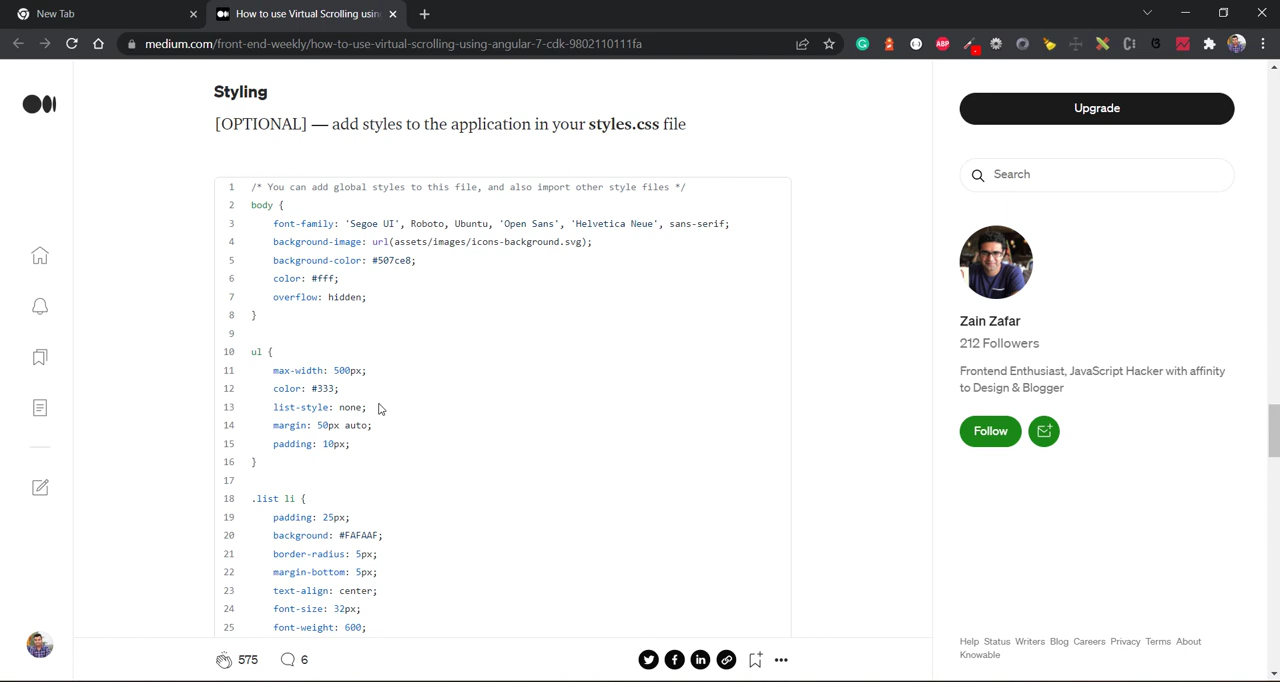 New Tab
How to use Virtual Scrolling usin
medium.com/front-end-weekly/how-to-use-virtual-scrolling-using-angular-7-cdk-9802110111fa
ABP
Styling
[OPTIONAL] — add styles to the application in your styles.css file
1 /* You can add global styles to this file, and also import other style files */
2 body {
3 font-family: 'Segoe UI', Roboto, Ubuntu, 'Open Sans', 'Helvetica Neue', sans-serif;
4 background-image: url(assets/images/icons-background.svg);
5 background-color: #507ce8;
6 color: #fff;
7 overflow: hidden;
8 }
9
10 ul {
11 max-width: 500px;
12 color: #333;
13 list-style: none;
14 margin: 50px auto;
15 padding: 10px;
16 }
17
18 .list li {
19 padding: 25px;
20 background: #FAFAAF;
21 border-radius: 5px;
22 margin-bottom: 5px;
23 text-align: center;
24 font-size: 32px;
25 font-weight: 600;
575
6
Upgrade
Search
Zain Zafar
212 Followers
Frontend Enthusiast, JavaScript Hacker with affinity
to Design & Blogger
Follow
Help Status Writers Blog Careers Privacy Terms About
Knowable